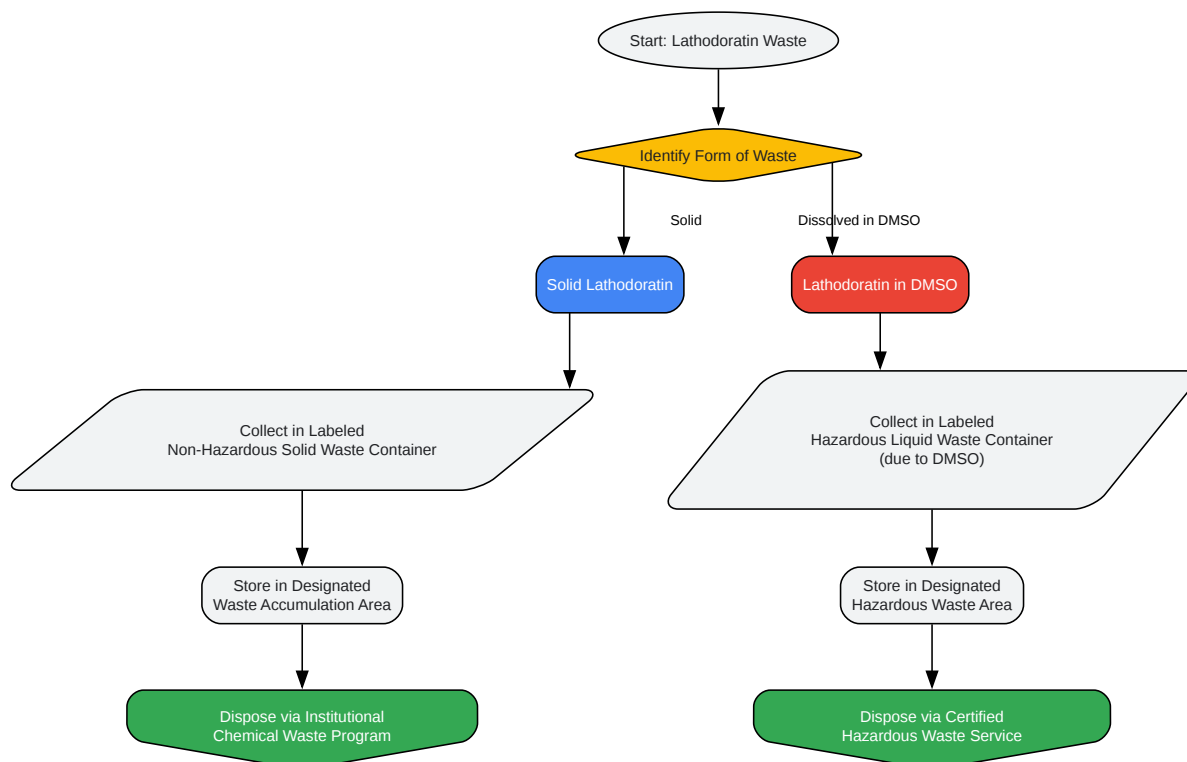 Start: Lathodoratin Waste
Identify Form of Waste
Solid
Dissolved in DMSO
Solid Lathodoratin
Lathodoratin in DMSO
Collect in Labeled
Non-Hazardous Solid Waste Container
Collect in Labeled
Hazardous Liquid Waste Container
(due to DMSO)
Store in Designated
Waste Accumulation Area
Store in Designated
Hazardous Waste Area
Dispose via Institutional
Chemical Waste Program
Dispose via Certified
Hazardous Waste Service